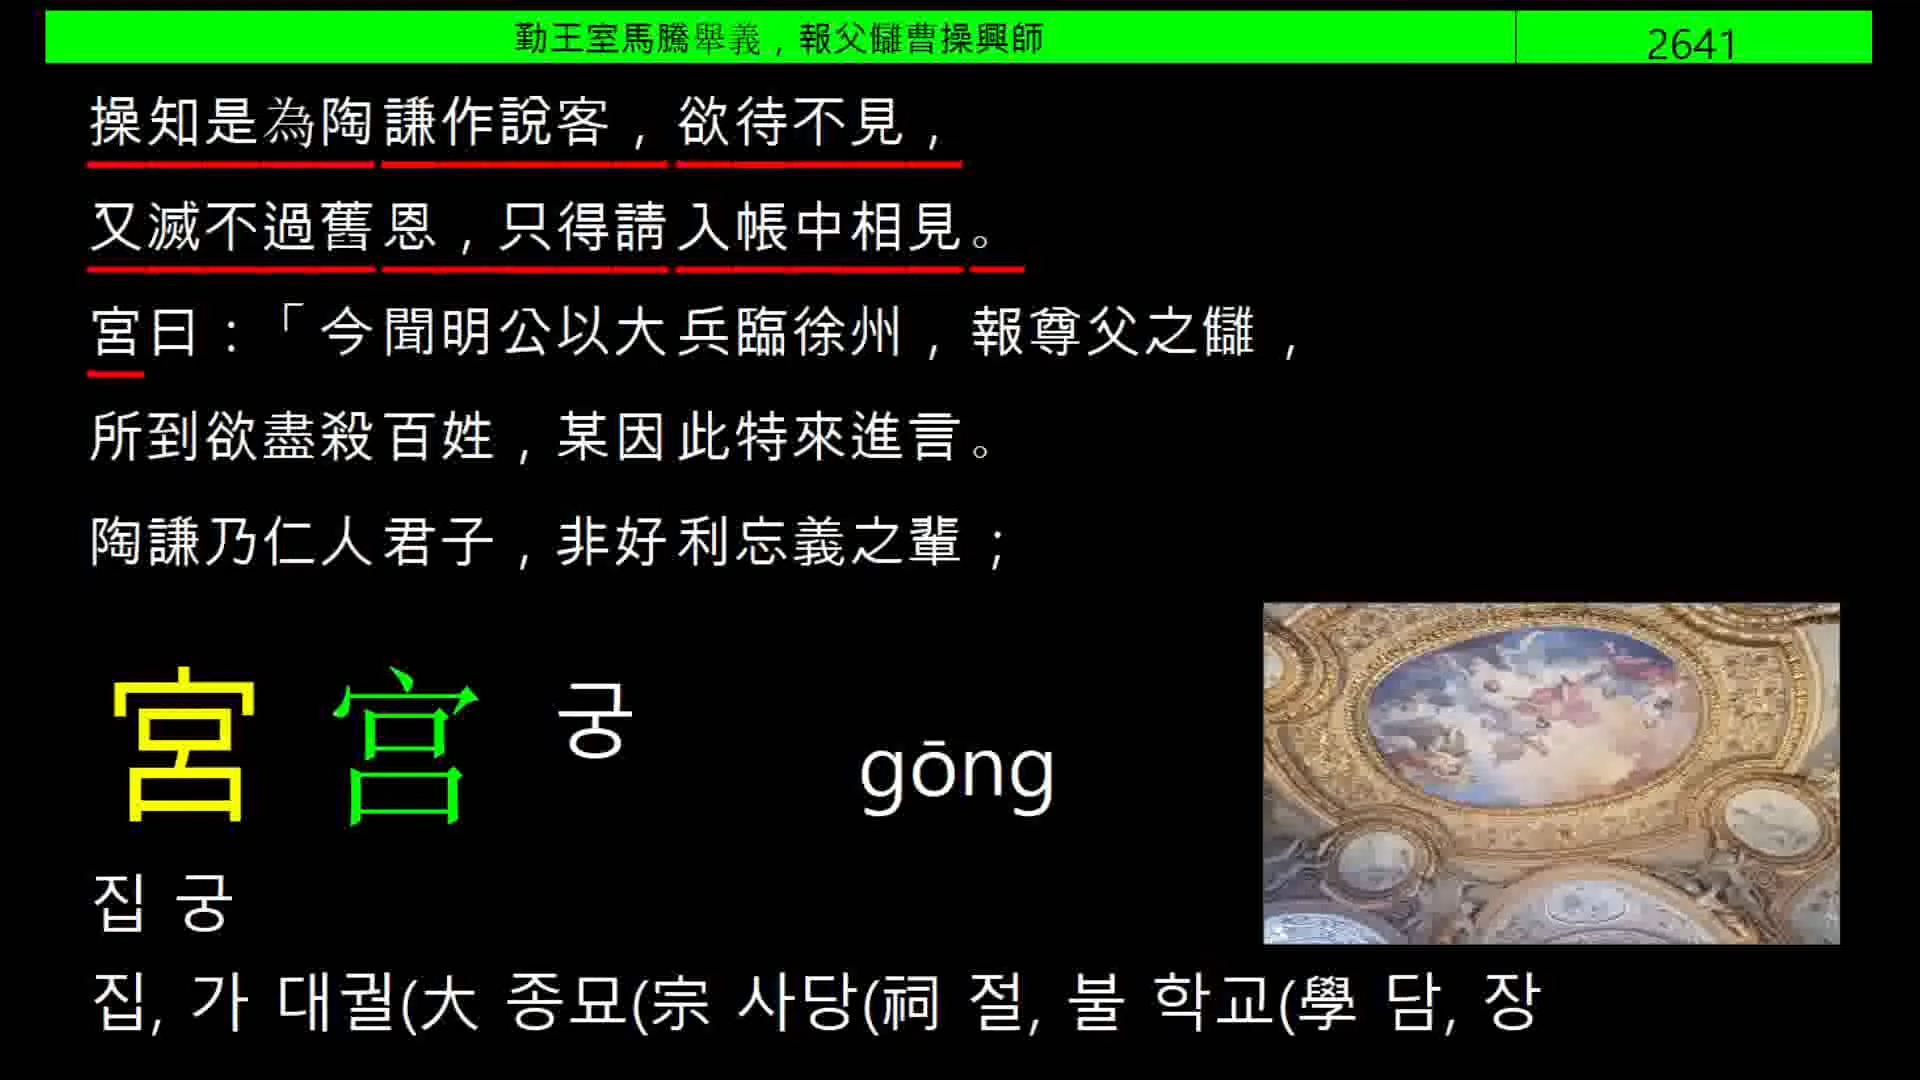 勤王室馬騰舉義，報父讎曹操興師
2641
操知是為陶謙作說客，欲待不見，
又滅不過舊恩，只得請入帳中相見。
宮曰：「今聞明公以大兵臨徐州，報尊父之讎，
所到欲盡殺百姓，某因此特來進言。
陶謙乃仁人君子，非好利忘義之輩；
宮 宫 궁 gōng
집 궁
집, 가 대궐(大 종묘(宗 사당(祠 절, 불 학교(學 담, 장